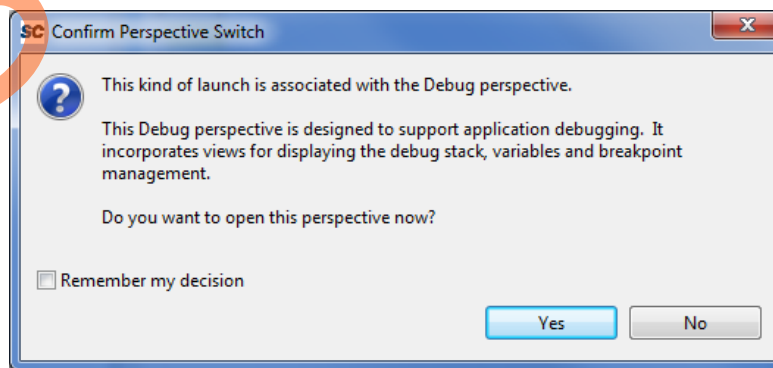 SC Confirm Perspective Switch
This kind of launch is associated with the Debug perspective.
This Debug perspective is designed to support application debugging. It
incorporates views for displaying the debug stack, variables and breakpoint
management.
Do you want to open this perspective now?
Remember my decision
Yes No